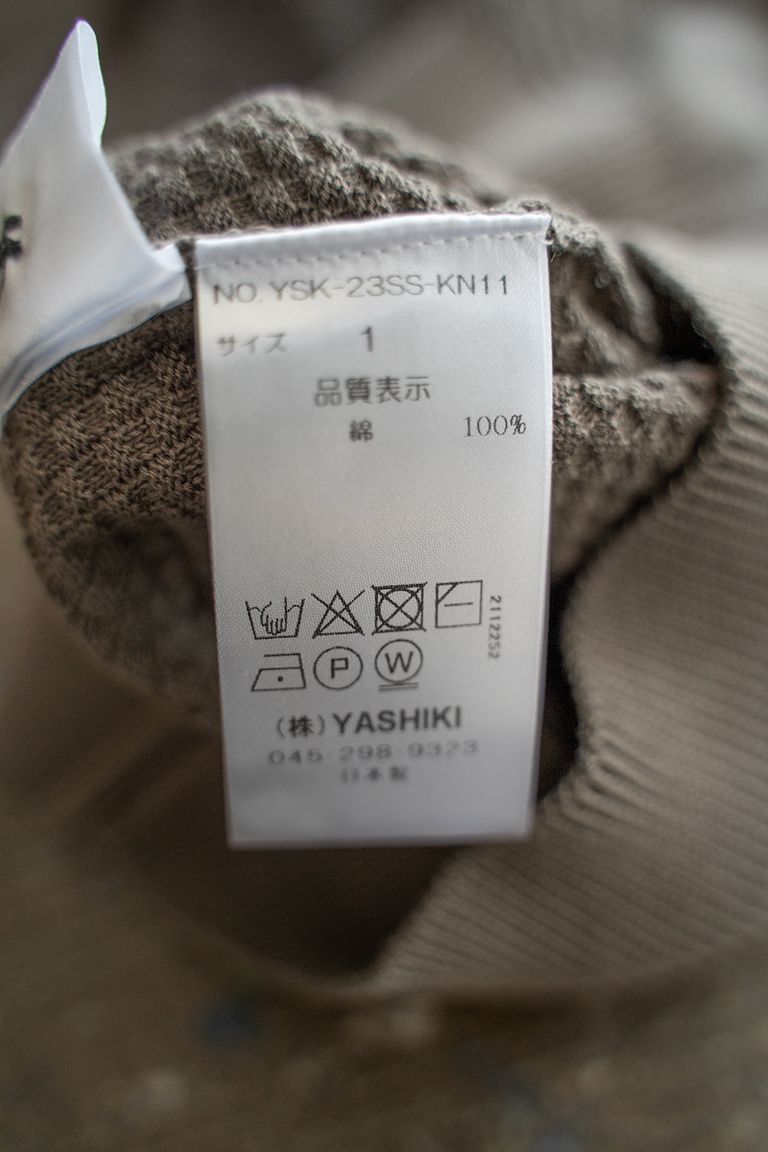 NO. YSK-23SS-KN11
サイズ 1
品質表示
綿 100%
2112252
P W
(株) YASHIKI
045-298-9323
日本製